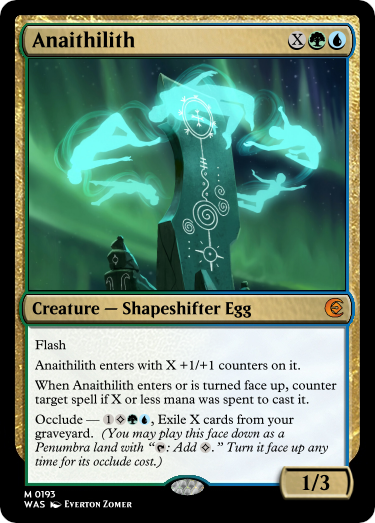 Anaithilith X
Creature — Shapeshifter Egg
Flash
Anaithilith enters with X +1/+1 counters on it.
When Anaithilith enters or is turned face up, counter
target spell if X or less mana was spent to cast it.
Occlude — 1, Exile X cards from your
graveyard. (You may play this face down as a
Penumbra land with “: Add .” Turn it face up any
time for its occlude cost.)
1/3
M 0193
WAS Everton Zomer